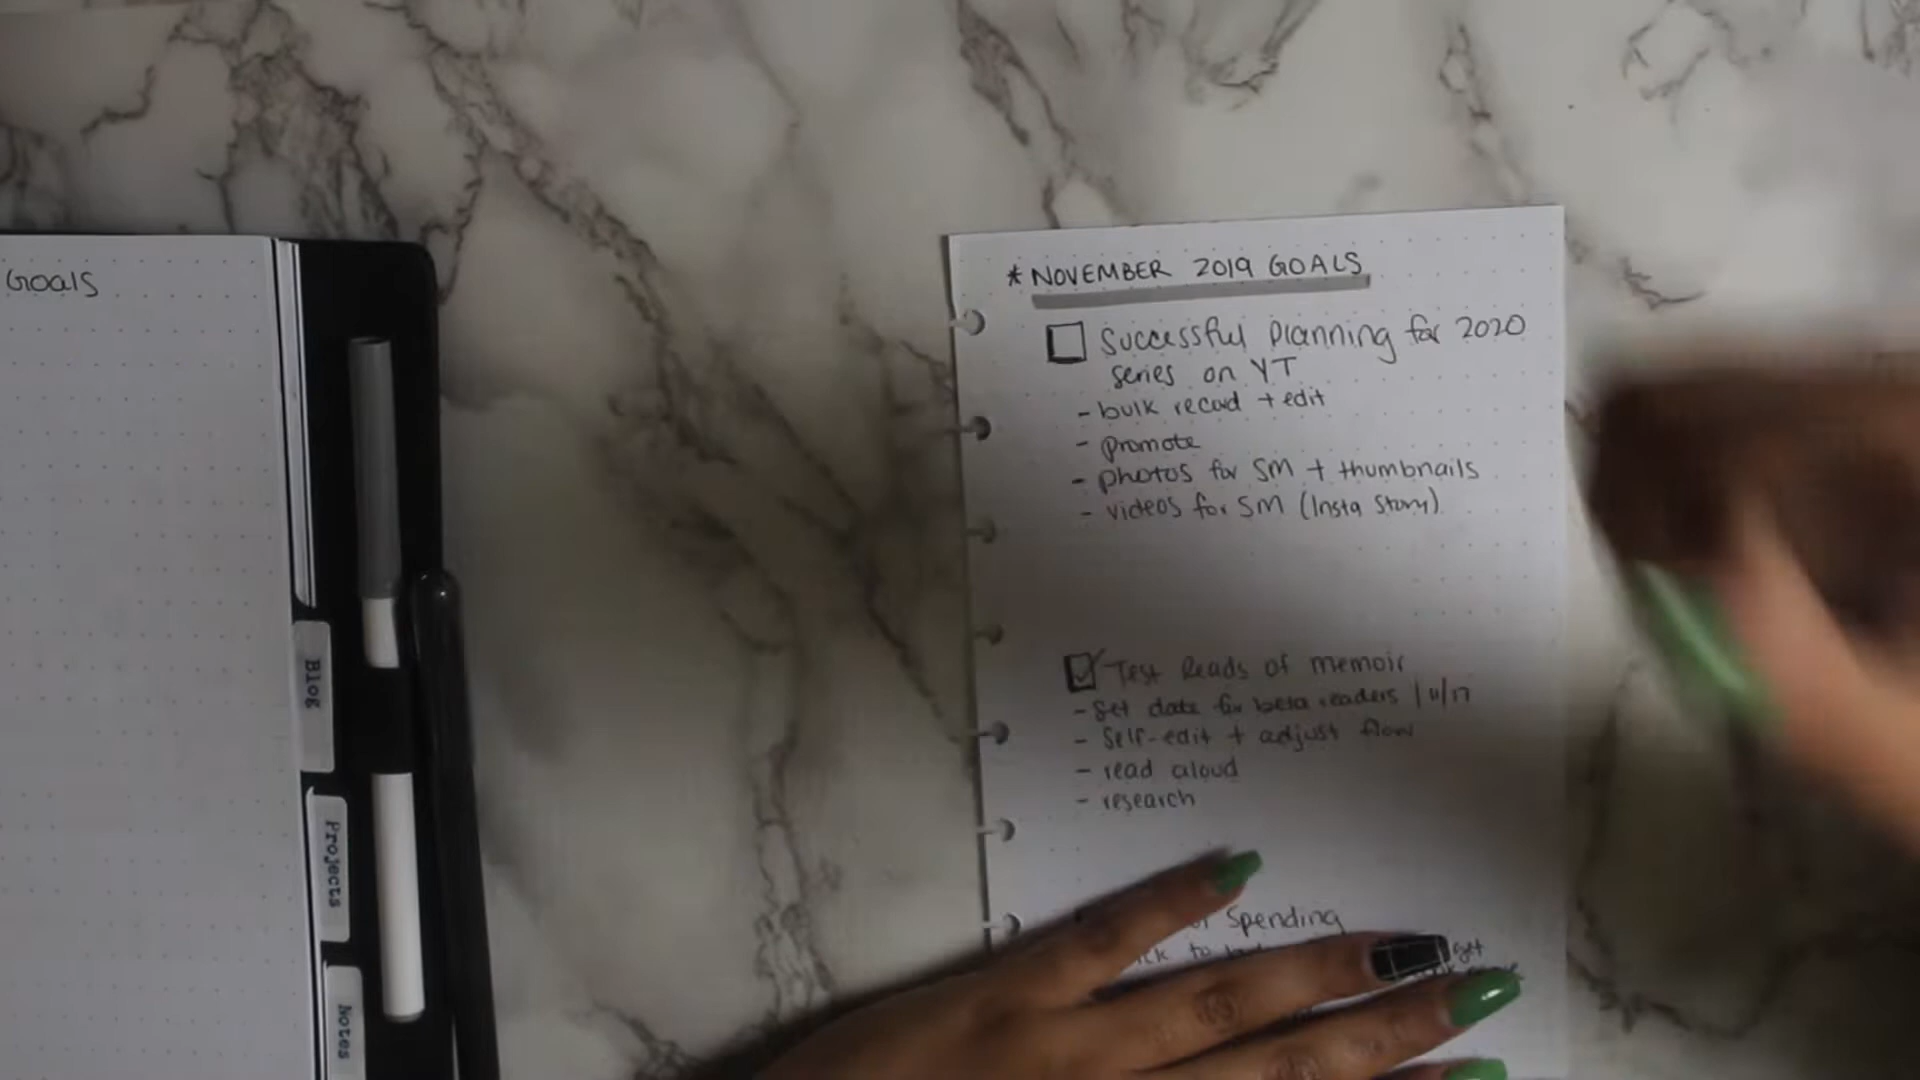 Goals
Blog
Projects
Notes
* NOVEMBER 2019 GOALS
Successful Planning for 2020
series on YT
- bulk record + edit
- promote
- photos for SM + thumbnails
- videos for SM (Insta Story)
Test Reads of memoir
- Set date for beta readers | 11/17
- Self-edit + adjust flow
- read aloud
- research
Spending
to
get